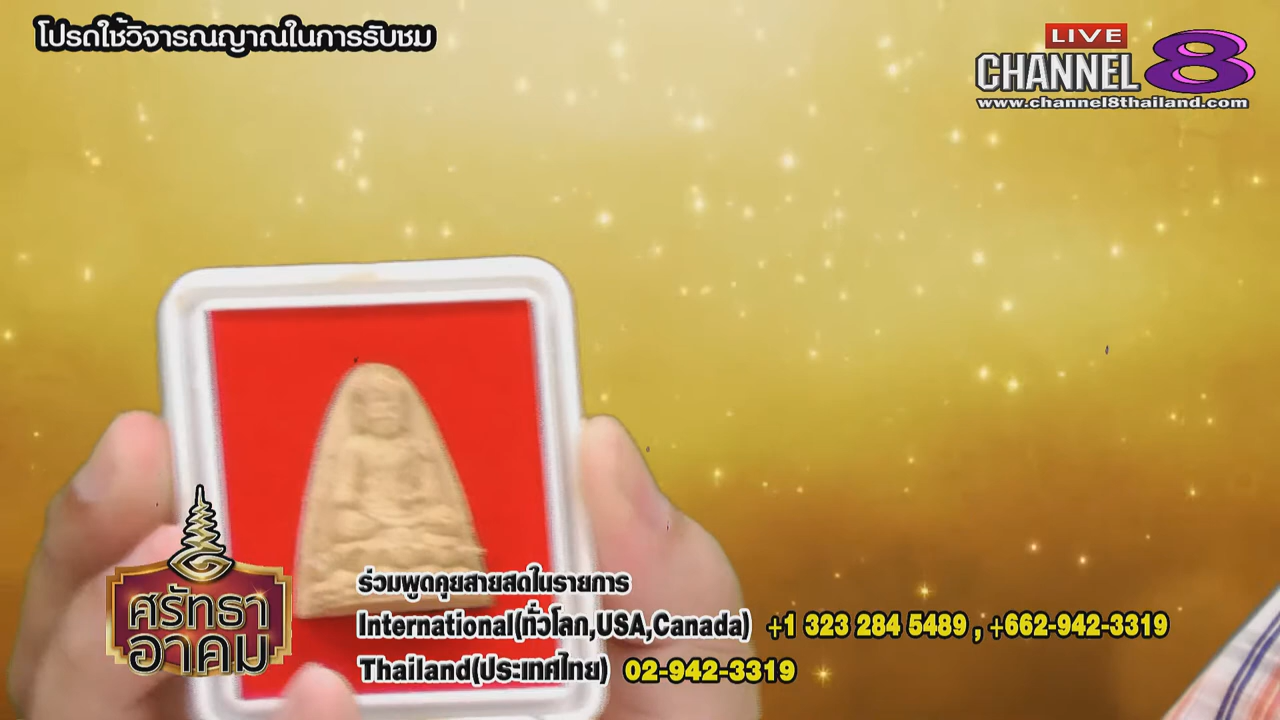 โปรดใช้วิจารณญาณในการรับชม
LIVE
CHANNEL 8
www.channel8thailand.com
ศรัทธา
อาคม
ร่วมพูดคุยสายสดในรายการ
International(ทั่วโลก,USA,Canada) +1 323 284 5489 , +662-942-3319
Thailand(ประเทศไทย) 02-942-3319